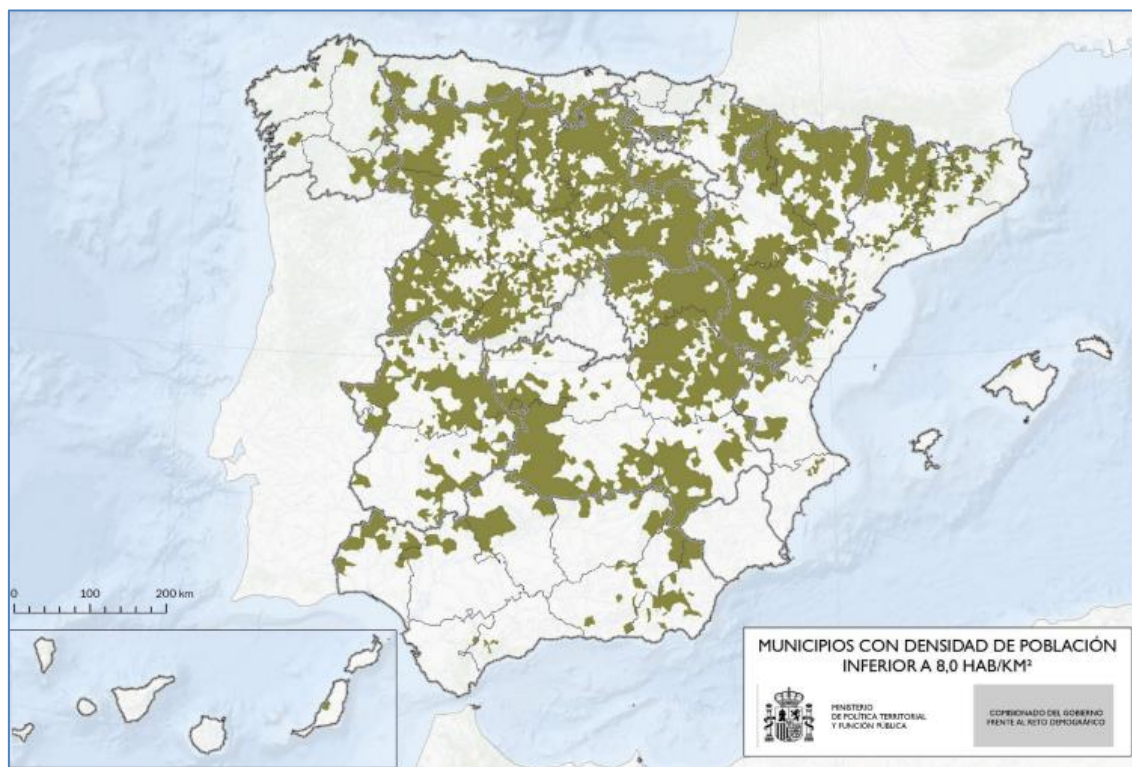 0 100 200 km
MUNICIPIOS CON DENSIDAD DE POBLACIÓN
INFERIOR A 8,0 HAB/KM²
MINISTERIO
DE POLÍTICA TERRITORIAL
Y FUNCIÓN PÚBLICA
COMISIONADO DEL GOBIERNO
FRENTE AL RETO DEMOGRÁFICO